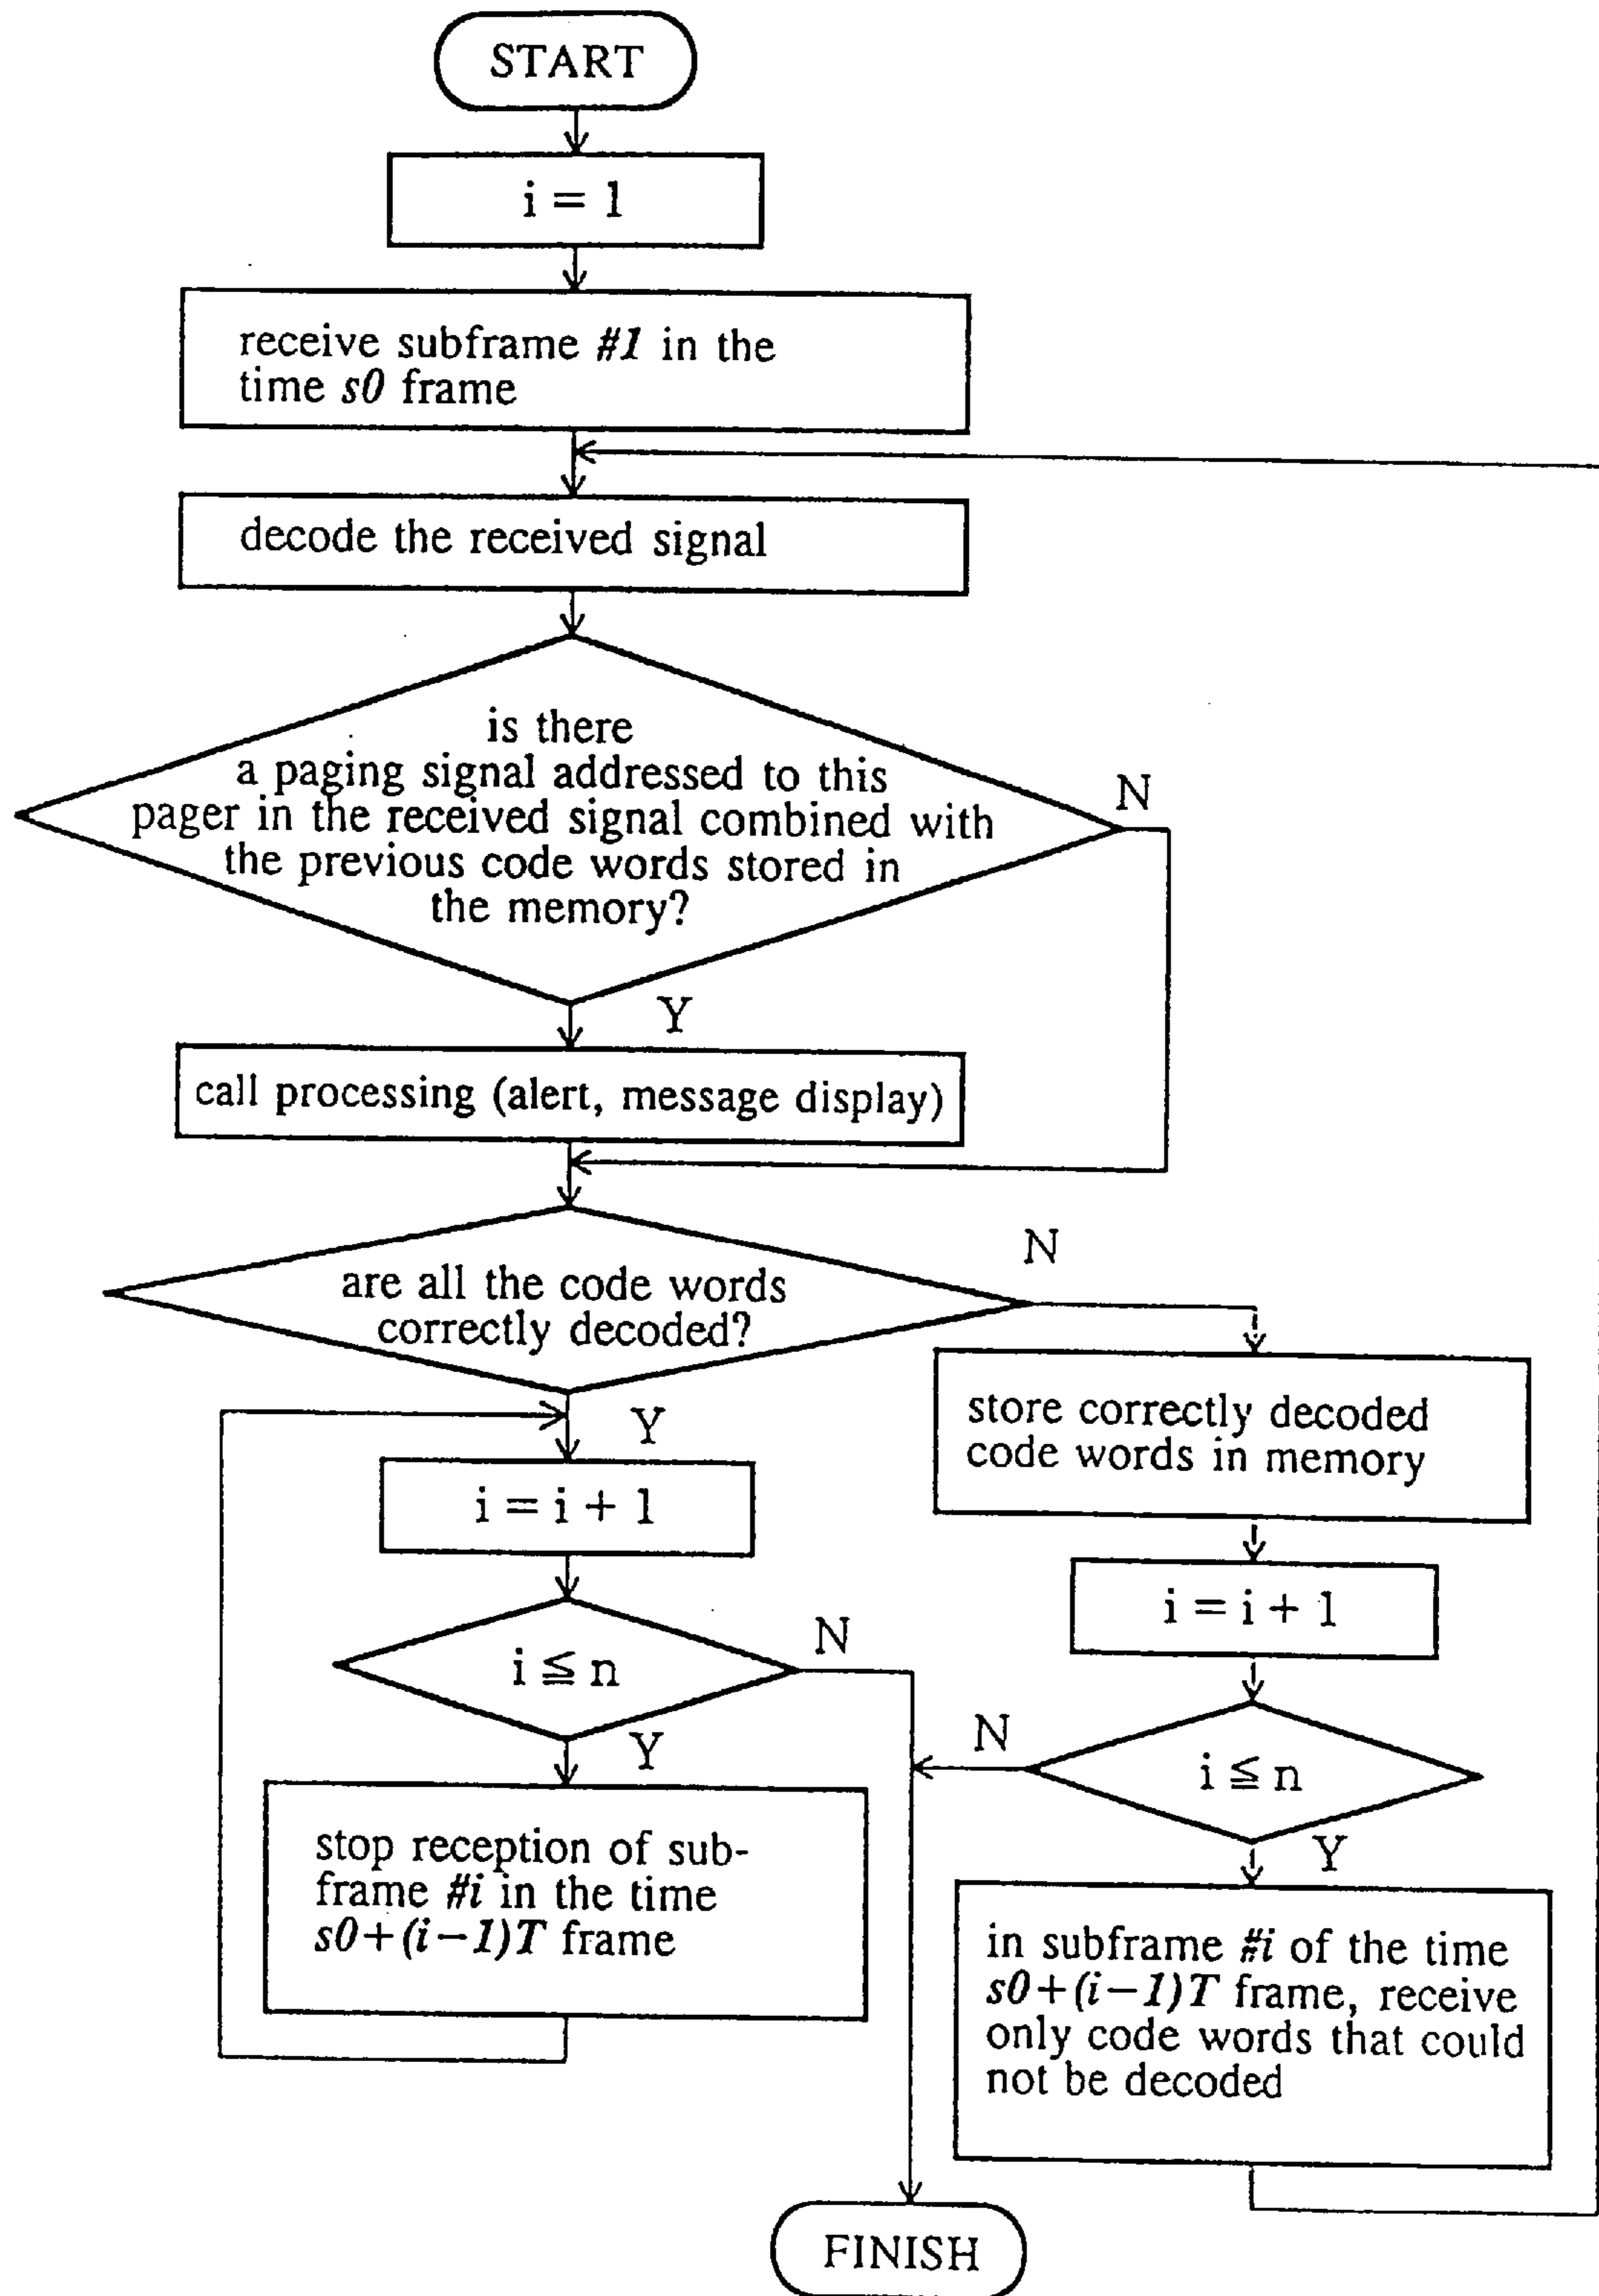 START
i = 1
receive subframe #1 in the
time s0 frame
decode the received signal
is there
a paging signal addressed to this
pager in the received signal combined with
the previous code words stored in
the memory?
N
Y
call processing (alert, message display)
are all the code words
correctly decoded?
N
Y
store correctly decoded
code words in memory
i = i + 1
i = i + 1
i ≦ n
N
Y
i ≦ n
N
Y
stop reception of sub-
frame #i in the time
s0+(i−1)T frame
in subframe #i of the time
s0+(i−1)T frame, receive
only code words that could
not be decoded
FINISH